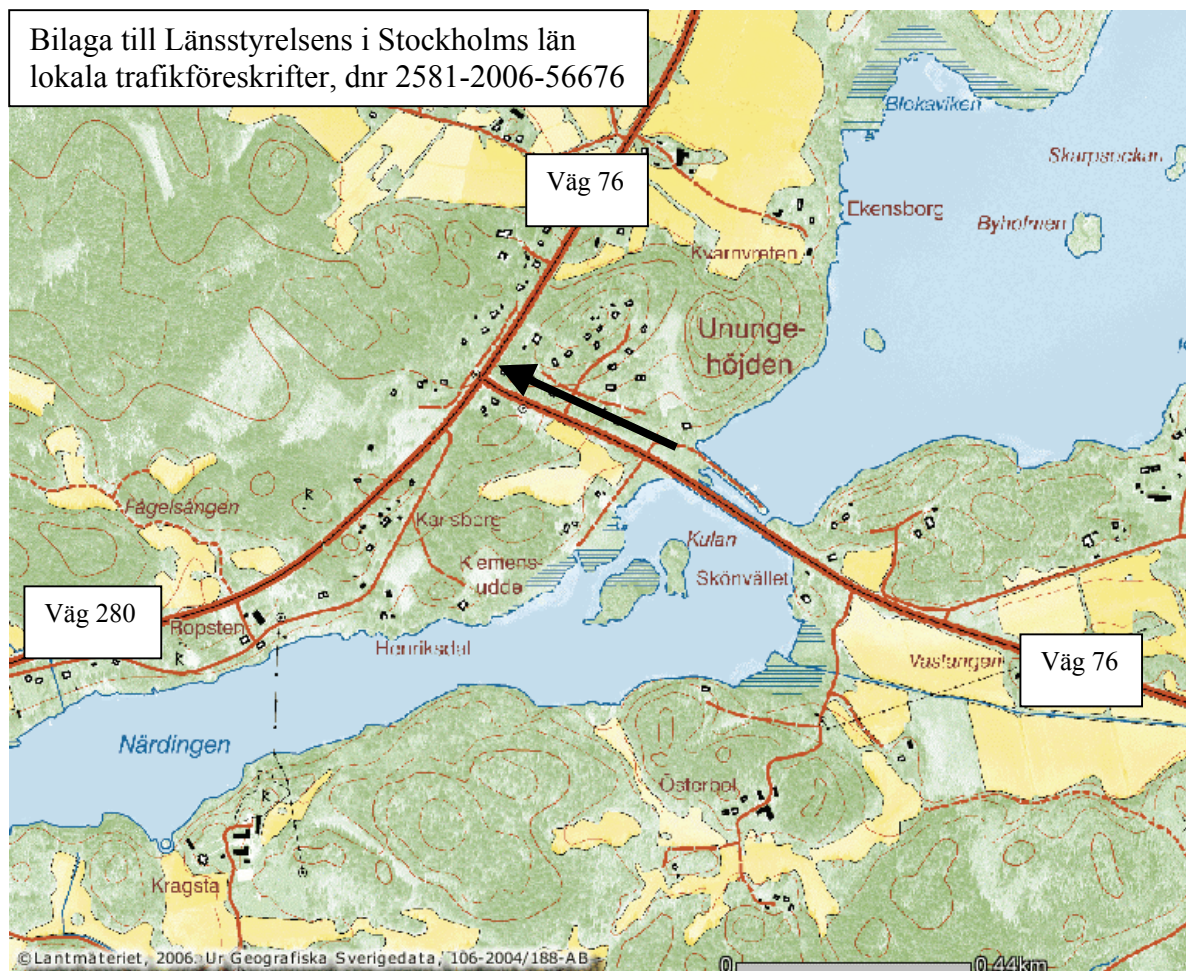 Bilaga till Länsstyrelsens i Stockholms län
lokala trafikföreskrifter, dnr 2581-2006-56676
Blokaviken
Väg 76
Ekensborg
Byholmen
Kvarnvreten
Ununge-
höjden
Fågelsången
Karlsborg
Klemens-
udde
Kulan
Skönvället
Väg 280
Ropsten
Henriksdal
Väg 76
Närdingen
Österbol
Kragsta
©Lantmäteriet, 2006. Ur Geografiska Sverigedata, 106-2004/188-AB
0 0.44km